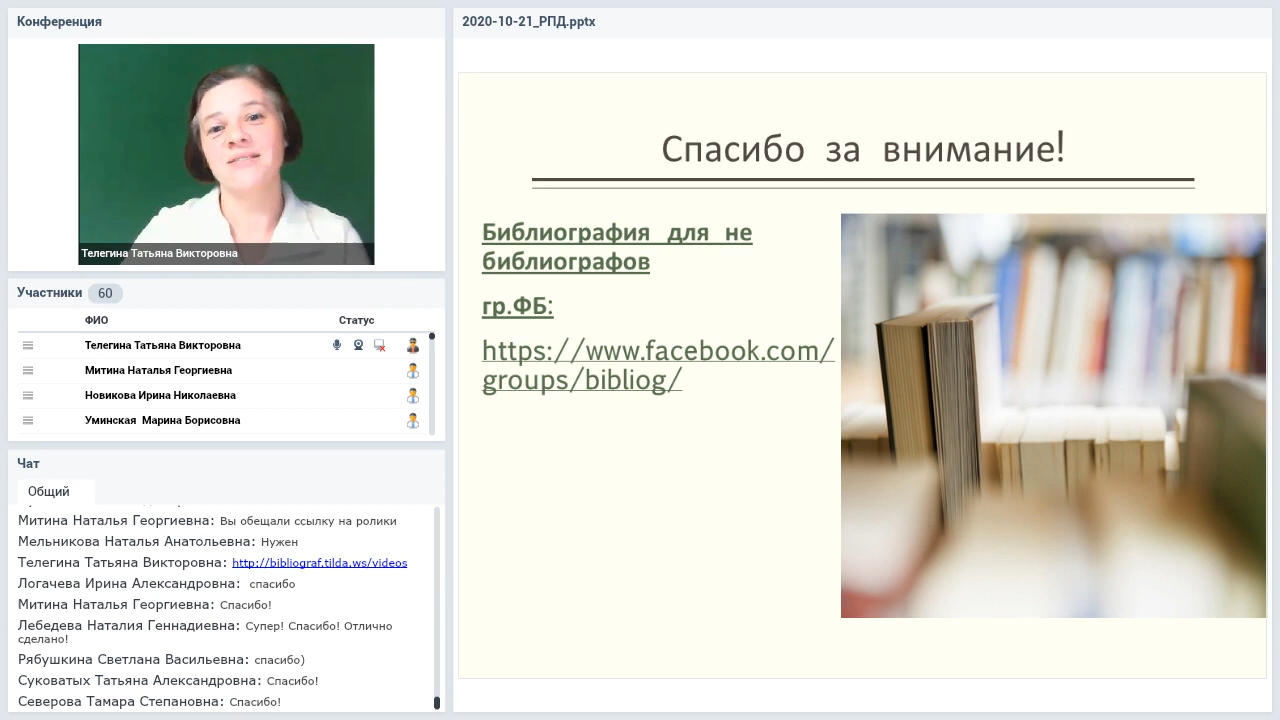 Конференция
Телегина Татьяна Викторовна
Участники 60
ФИО Статус
Телегина Татьяна Викторовна
Митина Наталья Георгиевна
Новикова Ирина Николаевна
Уминская Марина Борисовна
Чат
Общий
Митина Наталья Георгиевна: Вы обещали ссылку на ролики
Мельникова Наталья Анатольевна: Нужен
Телегина Татьяна Викторовна: http://bibliograf.tilda.ws/videos
Логачева Ирина Александровна: спасибо
Митина Наталья Георгиевна: Спасибо!
Лебедева Наталия Геннадиевна: Супер! Спасибо! Отлично
сделано!
Рябушкина Светлана Васильевна: спасибо)
Суковатых Татьяна Александровна: Спасибо!
Северова Тамара Степановна: Спасибо!
2020-10-21_РПД.pptx
Спасибо за внимание!
Библиография для не
библиографов
гр.ФБ:
https://www.facebook.com/
groups/bibliog/